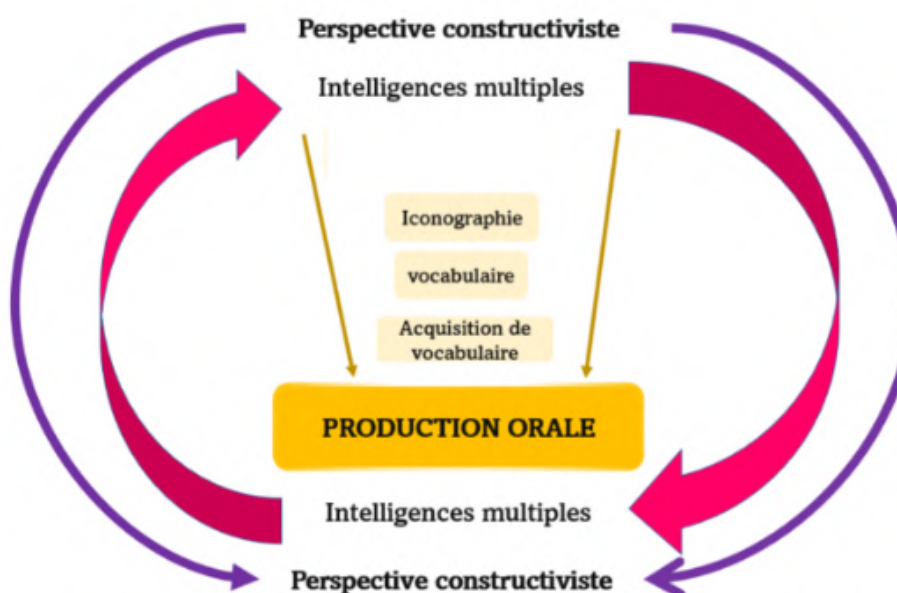 Perspective constructiviste
Intelligences multiples
Iconographie
vocabulaire
Acquisition de
vocabulaire
PRODUCTION ORALE
Intelligences multiples
Perspective constructiviste